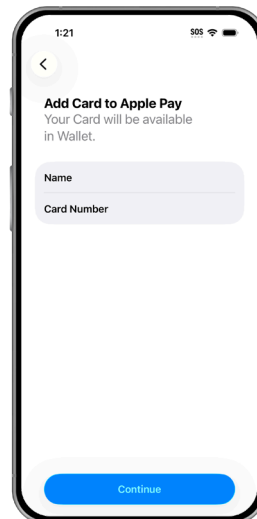 1:21 SOS
Add Card to Apple Pay
Your Card will be available
in Wallet.
Name
Card Number
Continue